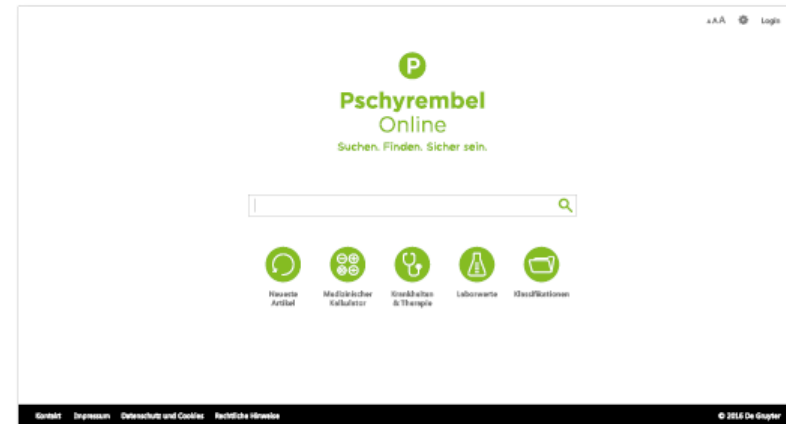 AAA Login
P
Pschyrembel
Online
Suchen. Finden. Sicher sein.
Neueste Artikel
Medizinischer Kalkulator
Krankheiten & Therapie
Laborwerte
Klassifikationen
Kontakt Impressum Datenschutz und Cookies Rechtliche Hinweise © 2016 De Gruyter